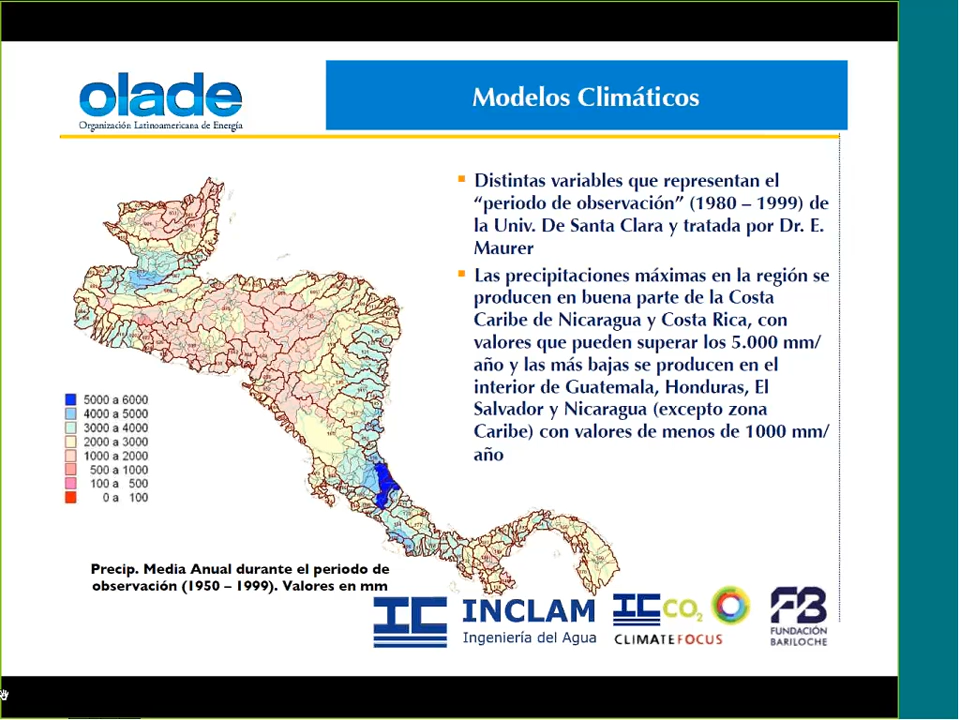 olade
Organización Latinoamericana de Energía
Modelos Climáticos
Distintas variables que representan el
“periodo de observación” (1980 – 1999) de
la Univ. De Santa Clara y tratada por Dr. E.
Maurer
Las precipitaciones máximas en la región se
producen en buena parte de la Costa
Caribe de Nicaragua y Costa Rica, con
valores que pueden superar los 5.000 mm/
año y las más bajas se producen en el
interior de Guatemala, Honduras, El
Salvador y Nicaragua (excepto zona
Caribe) con valores de menos de 1000 mm/
año
5000 a 6000
4000 a 5000
3000 a 4000
2000 a 3000
1000 a 2000
500 a 1000
100 a 500
0 a 100
Precip. Media Anual durante el periodo de
observación (1950 – 1999). Valores en mm
IC INCLAM
Ingeniería del Agua
ICCO2
CLIMATEFOCUS
FB
FUNDACIÓN
BARILOCHE